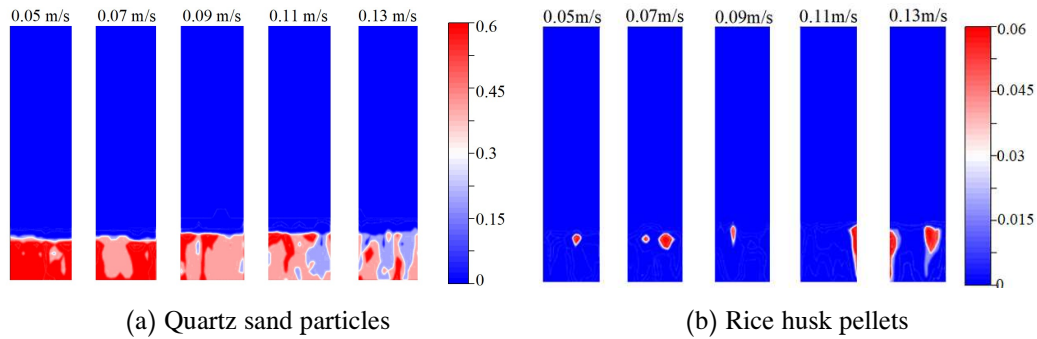 0.05 m/s 0.07 m/s 0.09 m/s 0.11 m/s 0.13 m/s
0.6
0.45
0.3
0.15
0
(a) Quartz sand particles
0.05m/s 0.07m/s 0.09m/s 0.11m/s 0.13m/s
0.06
0.045
0.03
0.015
0
(b) Rice husk pellets